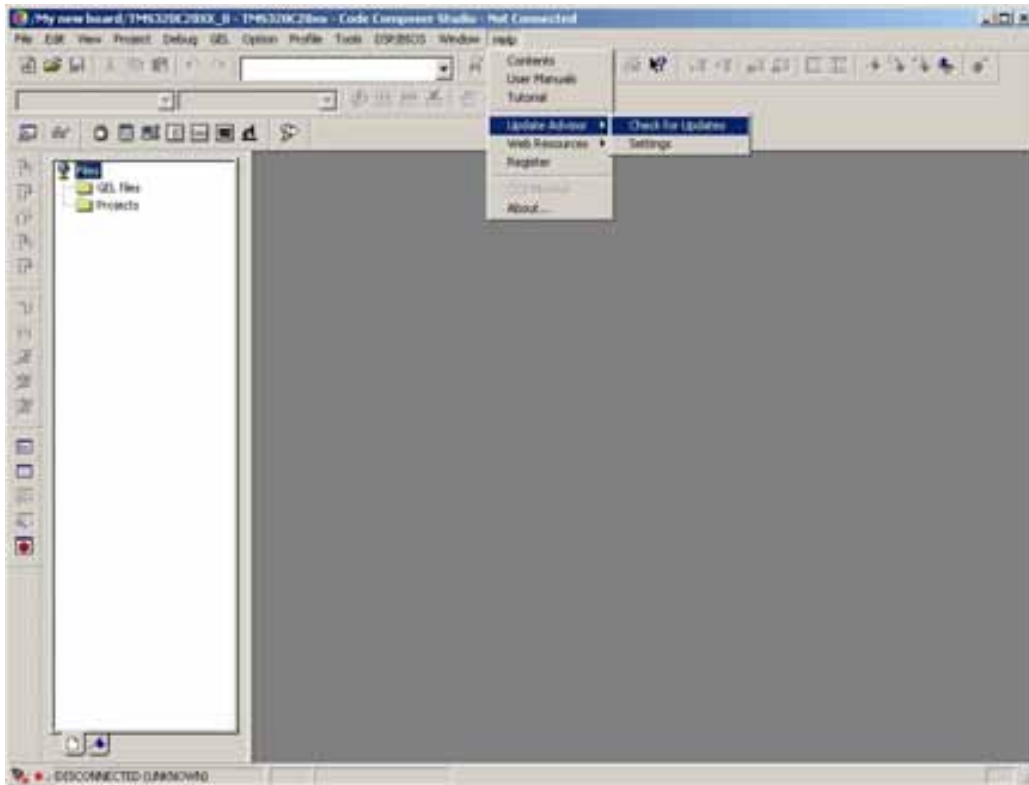 /My new board/TMS320C28XX_0 - TMS320C28xx - Code Composer Studio - Not Connected
File Edit View Project Debug GEL Option Profile Tools DSP/BIOS Window Help
Contents
User Manuals
Tutorial
Update Advisor
Check for Updates
Web Resources
Settings
Register
About...
Files
GEL files
Projects
DISCONNECTED (UNKNOWN)